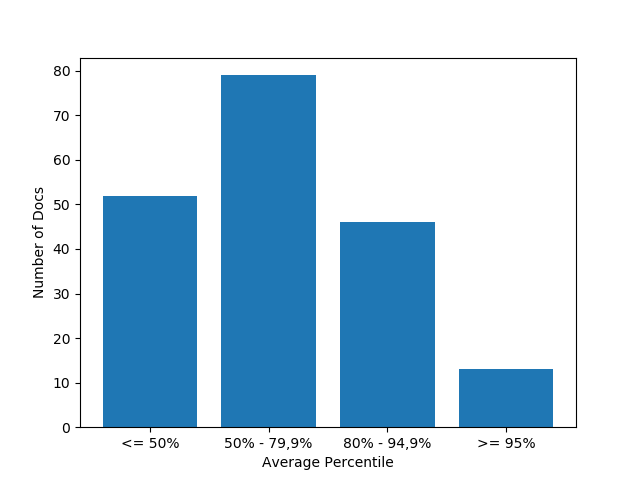 80
70
60
50
40
30
20
10
0
Number of Docs
<= 50%
50% - 79,9%
80% - 94,9%
>= 95%
Average Percentile